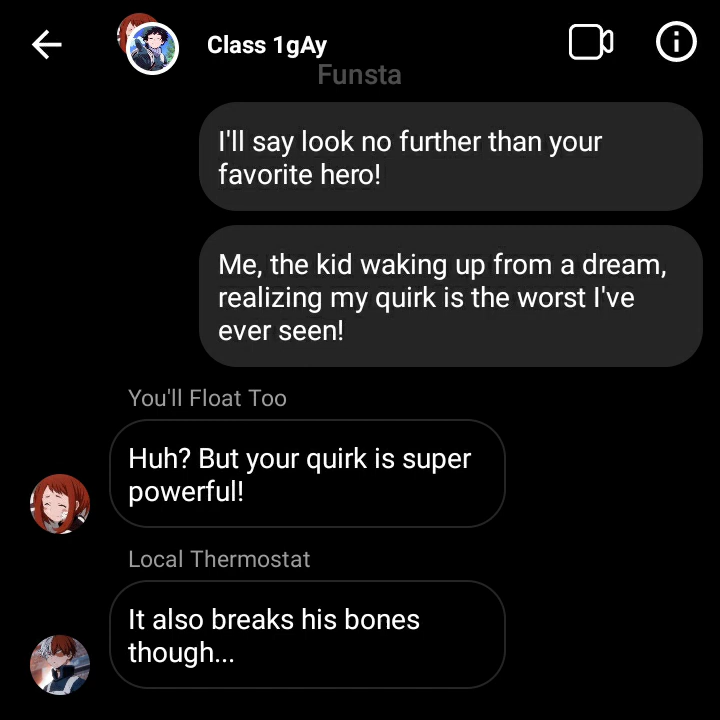 Class 1gAy
Funsta
I'll say look no further than your
favorite hero!
Me, the kid waking up from a dream,
realizing my quirk is the worst I've
ever seen!
You'll Float Too
Huh? But your quirk is super
powerful!
Local Thermostat
It also breaks his bones
though...